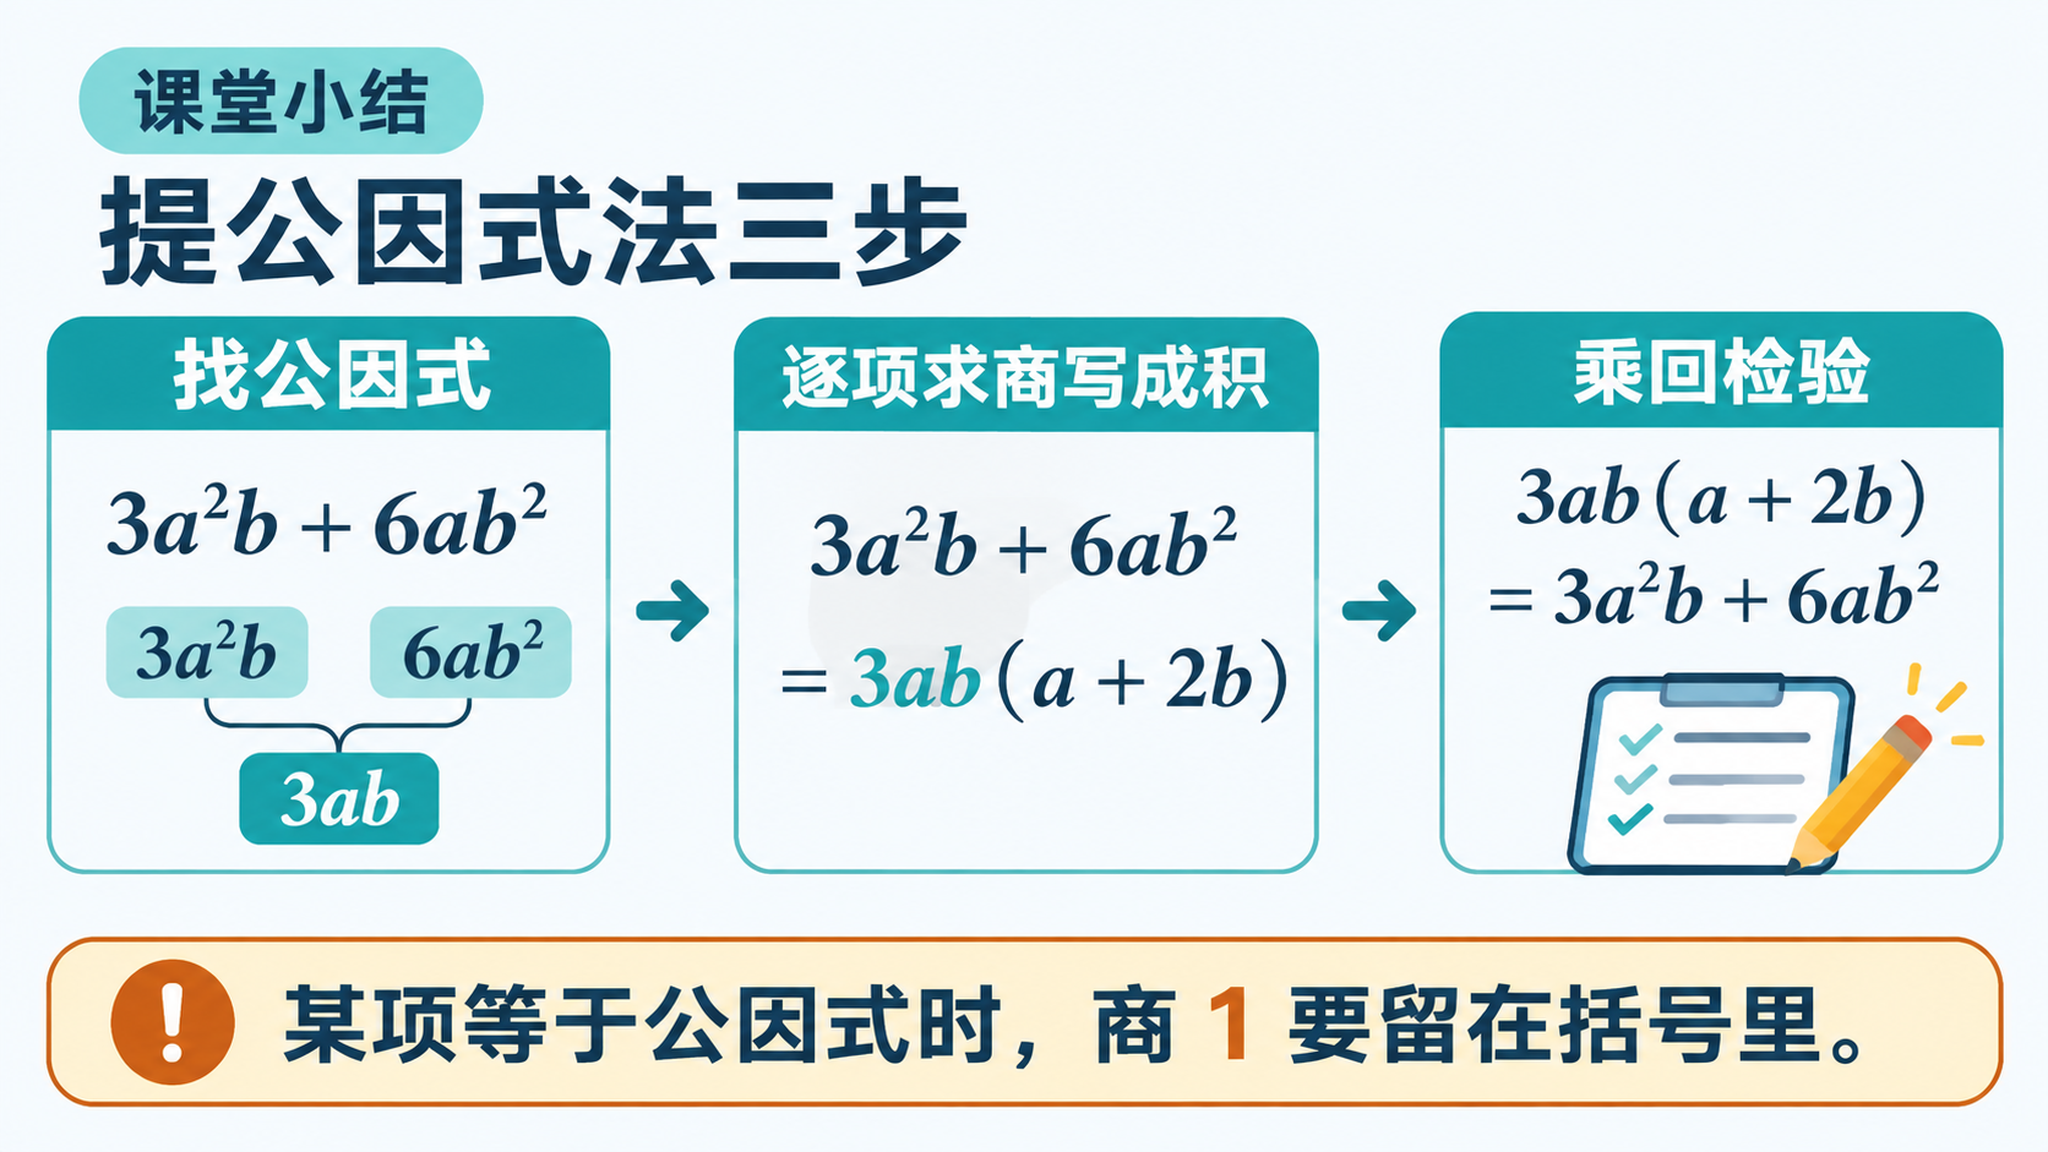 课堂小结
提公因式法三步
找公因式
3a²b + 6ab²
3a²b
6ab²
3ab
逐项求商写成积
3a²b + 6ab²
= 3ab(a + 2b)
乘回检验
3ab(a + 2b)
= 3a²b + 6ab²
! 某项等于公因式时，商 1 要留在括号里。